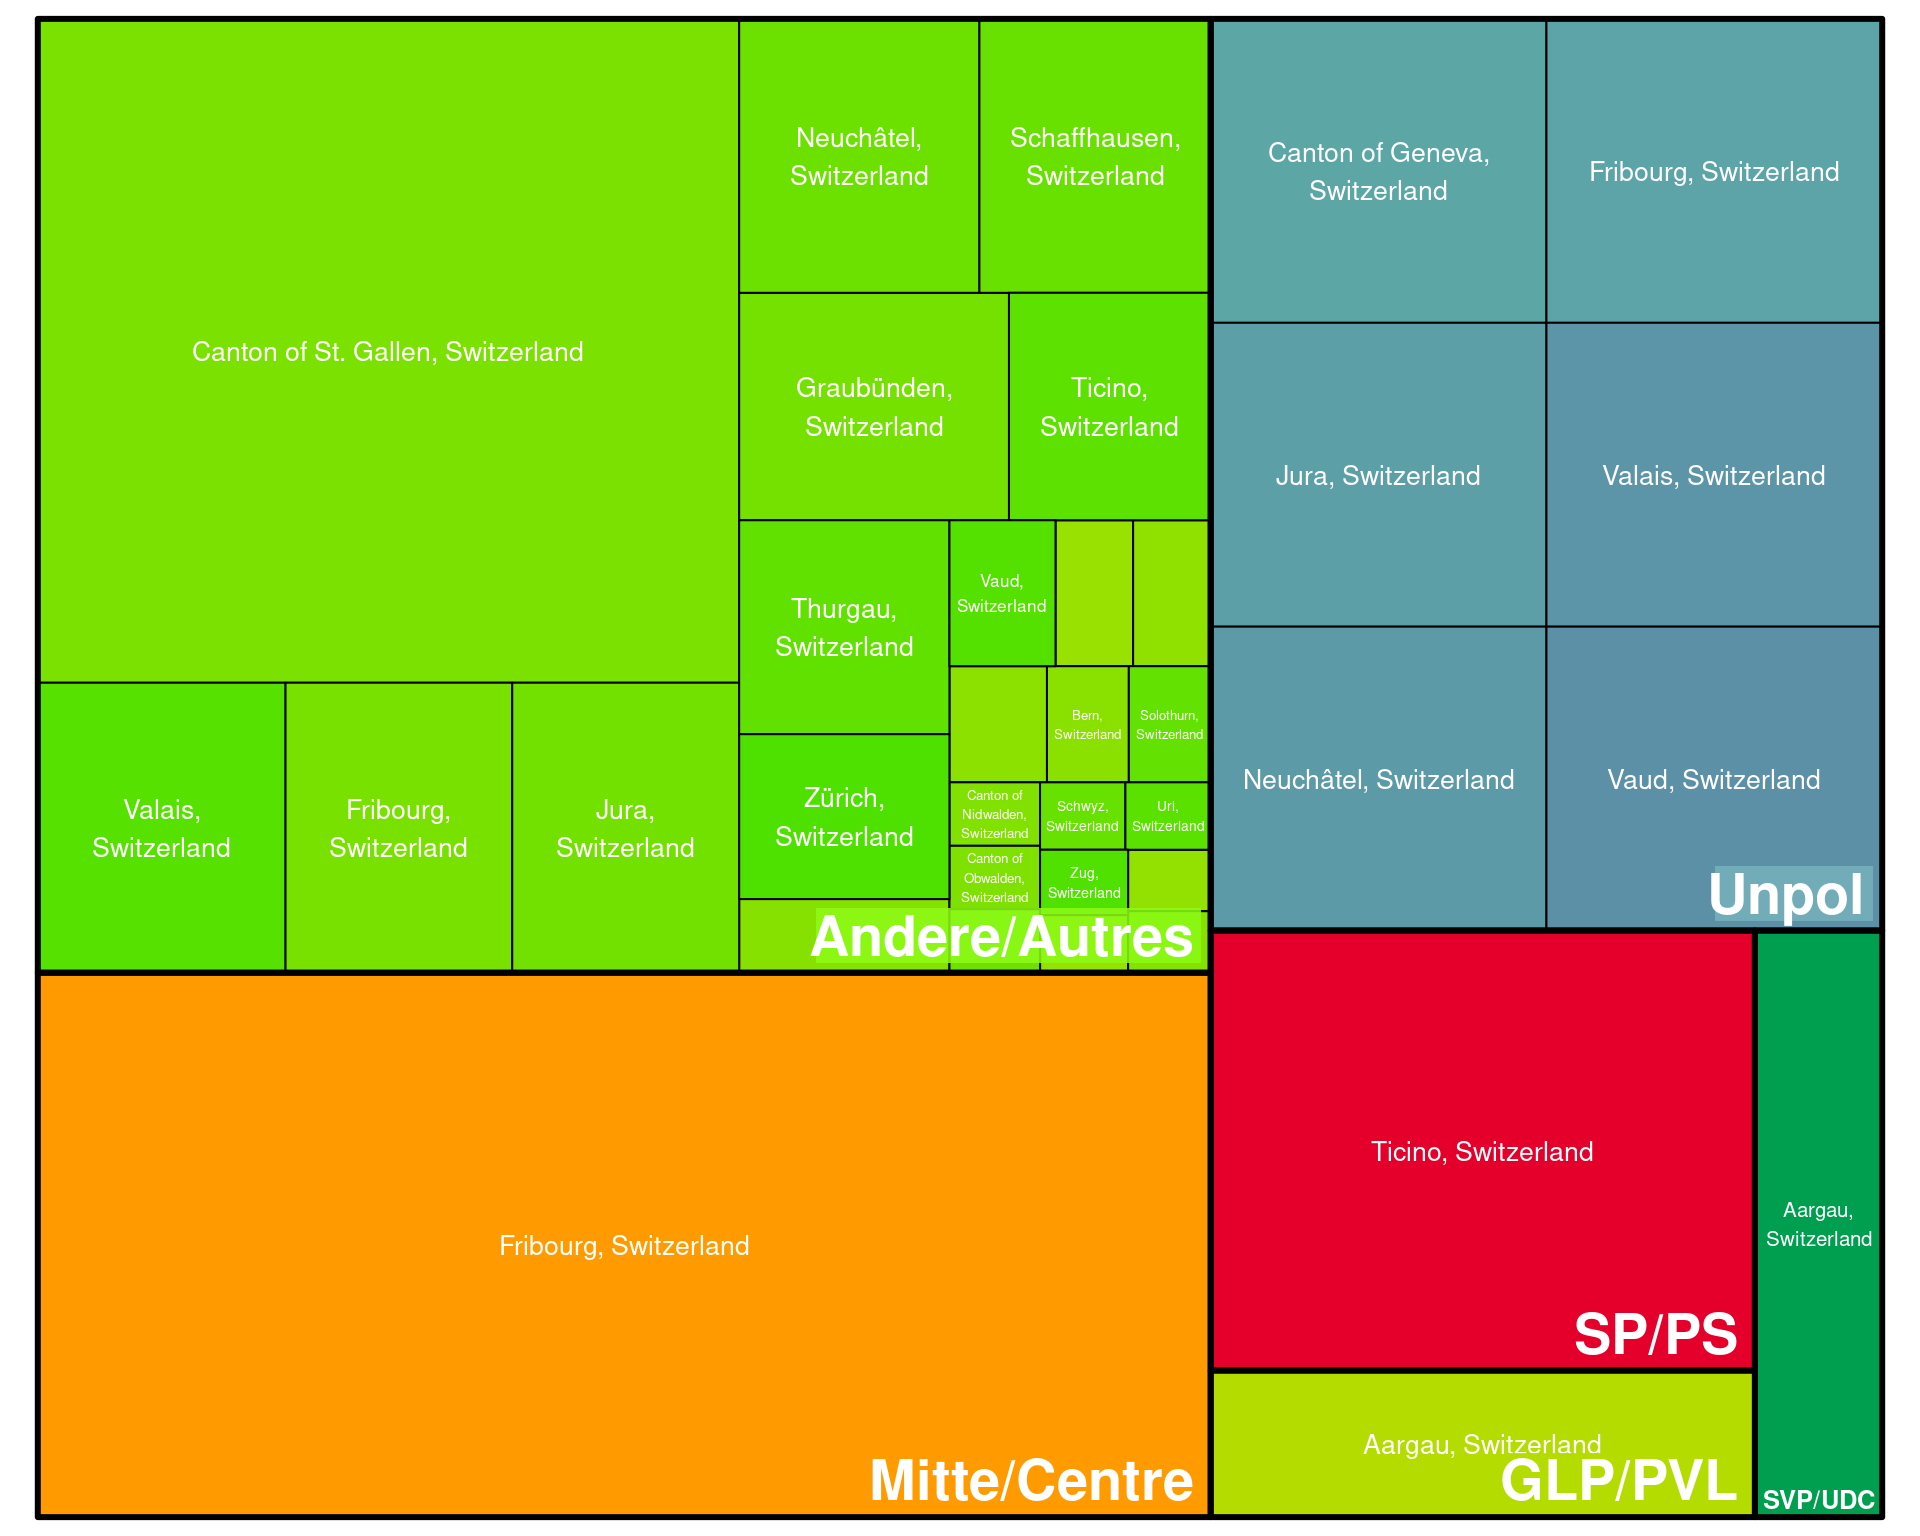 Canton of St. Gallen, Switzerland
Neuchâtel,
Switzerland
Schaffhausen,
Switzerland
Graubünden,
Switzerland
Ticino,
Switzerland
Thurgau,
Switzerland
Vaud,
Switzerland
Bern,
Switzerland
Solothurn,
Switzerland
Zürich,
Switzerland
Canton of
Nidwalden,
Switzerland
Schwyz,
Switzerland
Uri,
Switzerland
Canton of
Obwalden,
Switzerland
Zug,
Switzerland
Valais,
Switzerland
Fribourg,
Switzerland
Jura,
Switzerland
Andere/Autres
Canton of Geneva,
Switzerland
Fribourg, Switzerland
Jura, Switzerland
Valais, Switzerland
Neuchâtel, Switzerland
Vaud, Switzerland
Unpol
Fribourg, Switzerland
Mitte/Centre
Ticino, Switzerland
SP/PS
Aargau, Switzerland
GLP/PVL
Aargau,
Switzerland
SVP/UDC